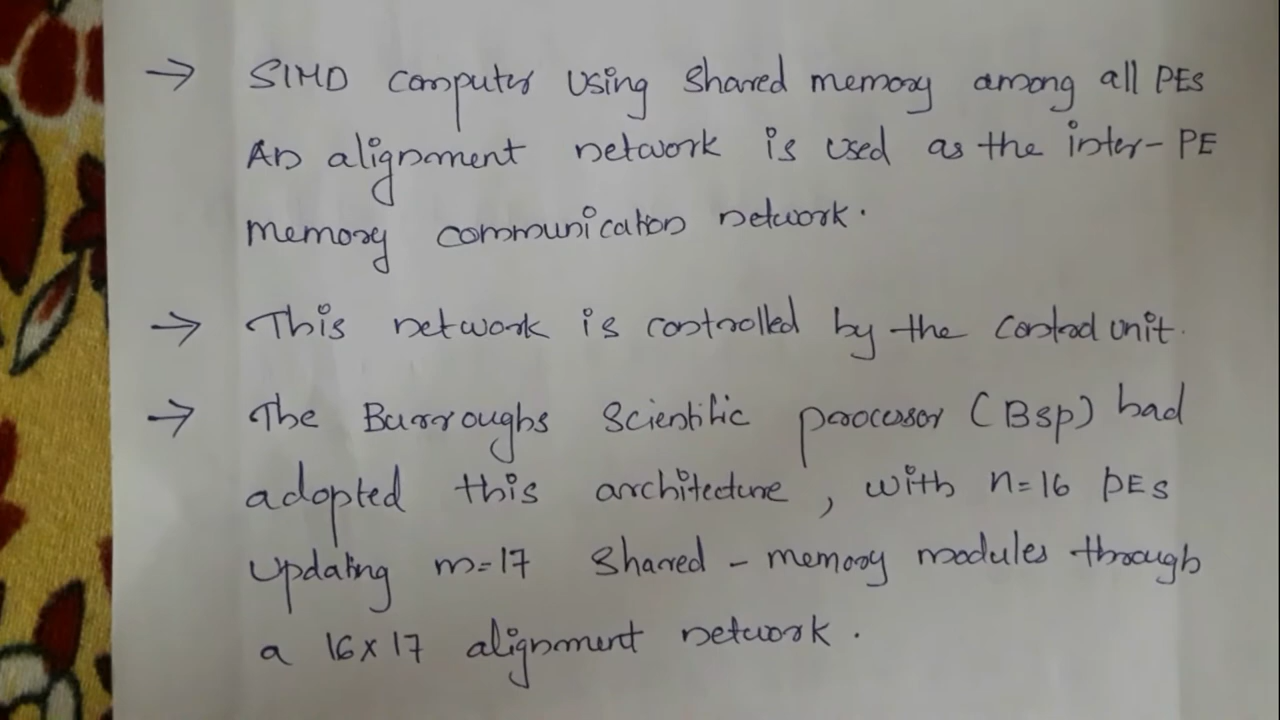 → SIMD computer using shared memory among all PEs
An alignment network is used as the inter-PE
memory communication network.
→ This network is controlled by the control unit.
→ The Burroughs Scientific processor (Bsp) had
adopted this architecture, with n=16 PEs
updating m=17 shared-memory modules through
a 16x17 alignment network.